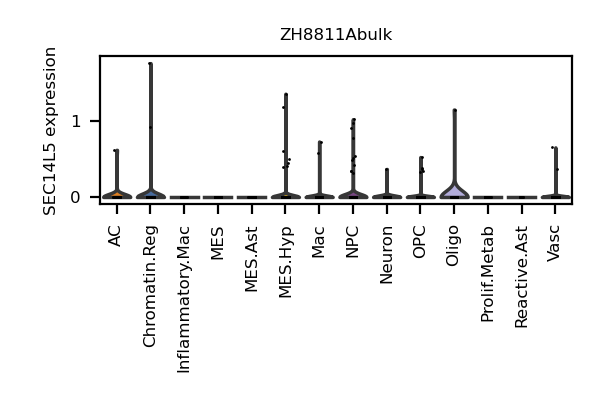 ZH8811Abulk
SEC14L5 expression
1
0
AC
Chromatin.Reg
Inflammatory.Mac
MES
MES.Ast
MES.Hyp
Mac
NPC
Neuron
OPC
Oligo
Prolif.Metab
Reactive.Ast
Vasc